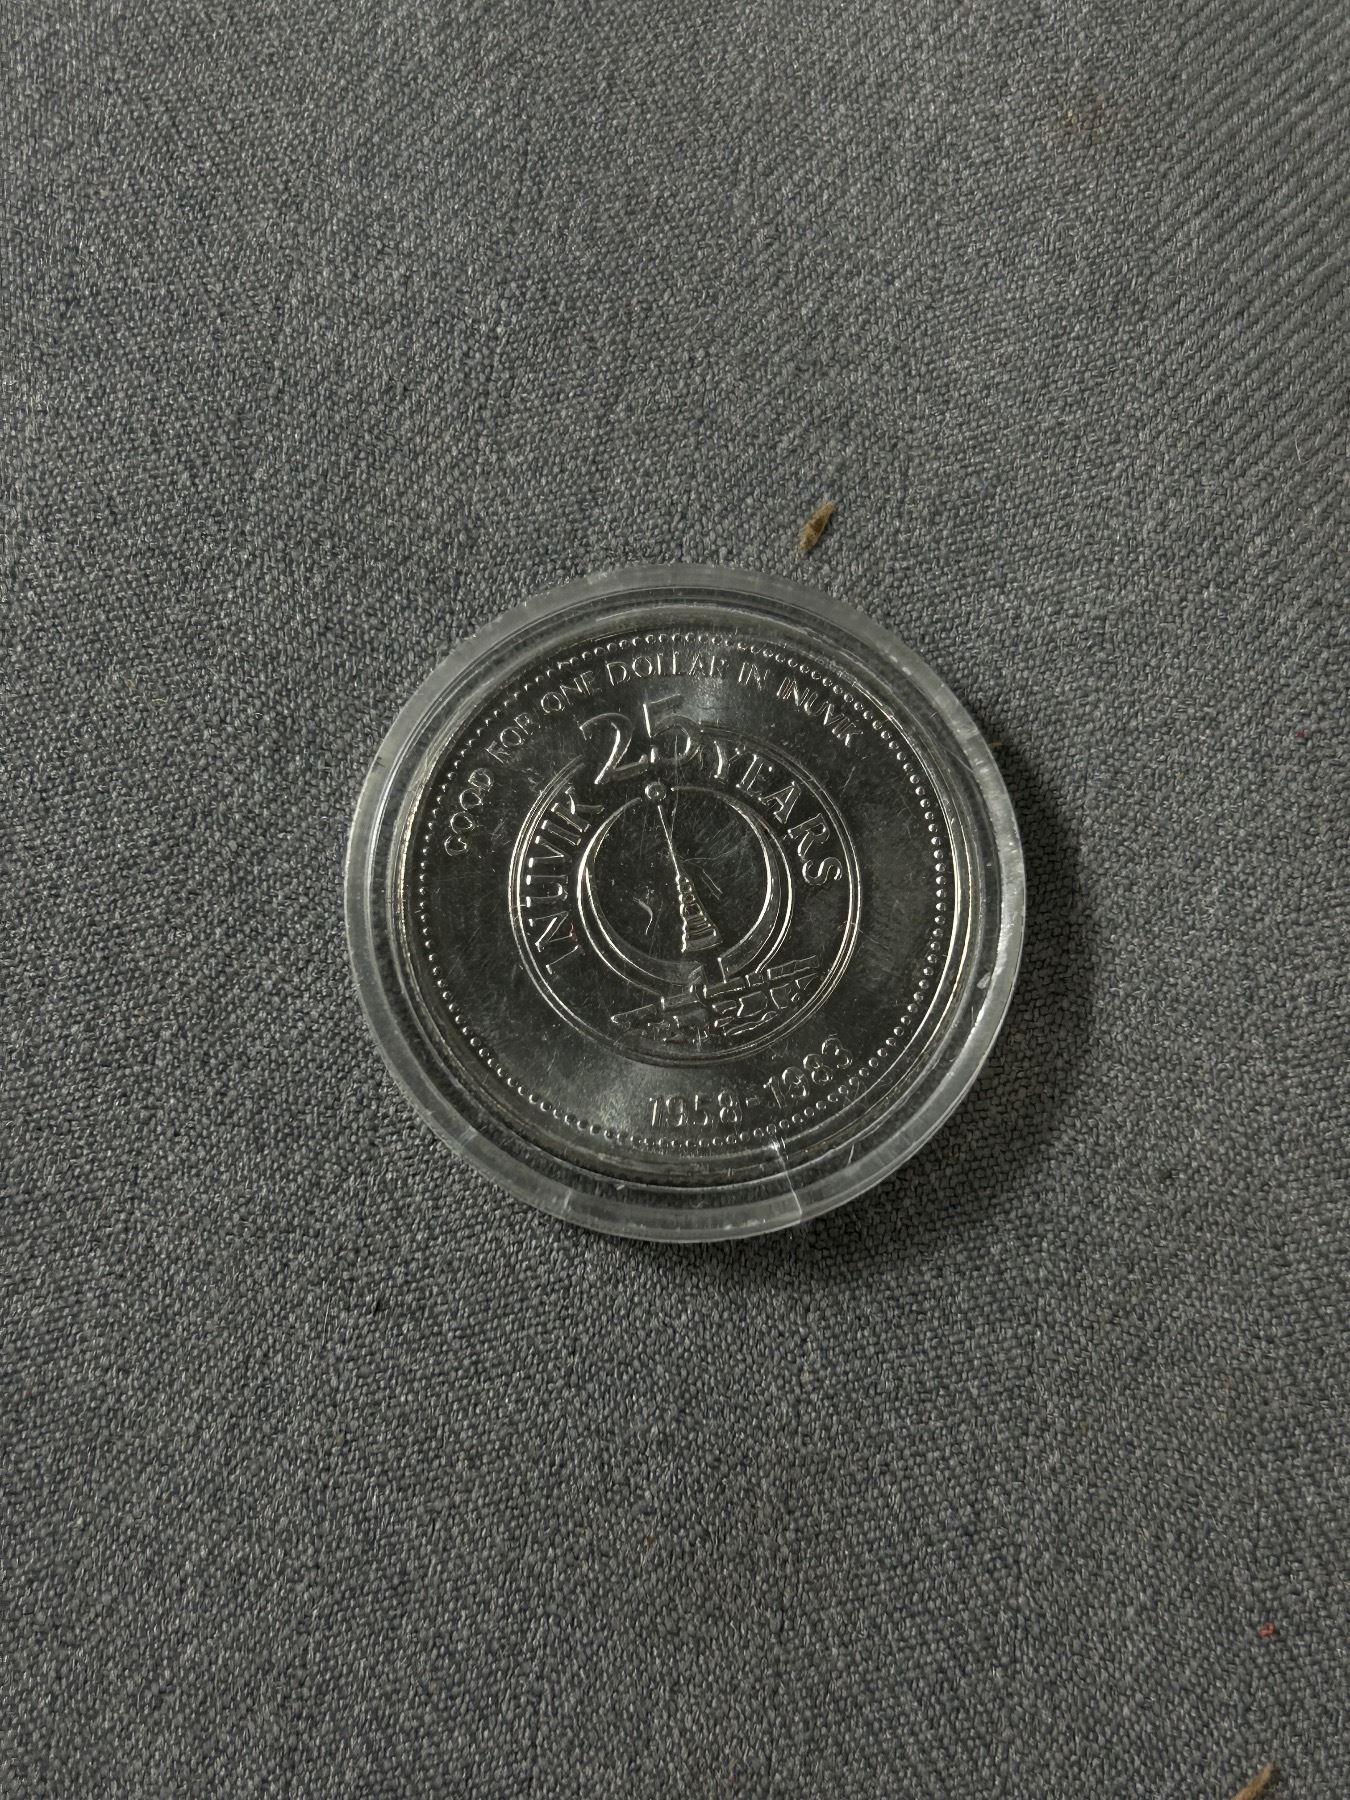 GOOD FOR ONE DOLLAR IN INUVIK
INUVIK 25 YEARS
1958-1983